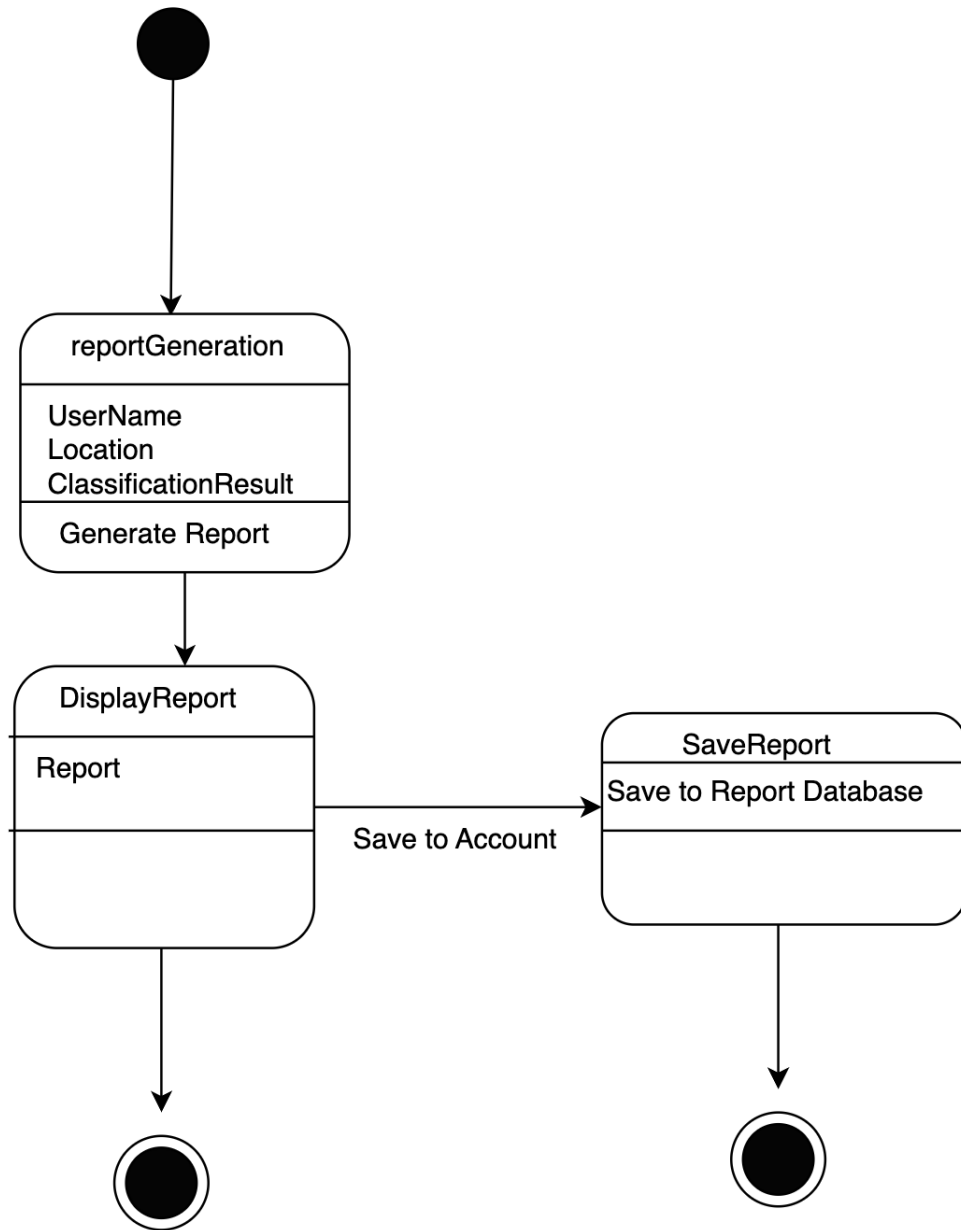 reportGeneration
UserName
Location
ClassificationResult
Generate Report
DisplayReport
Report
Save to Account
SaveReport
Save to Report Database